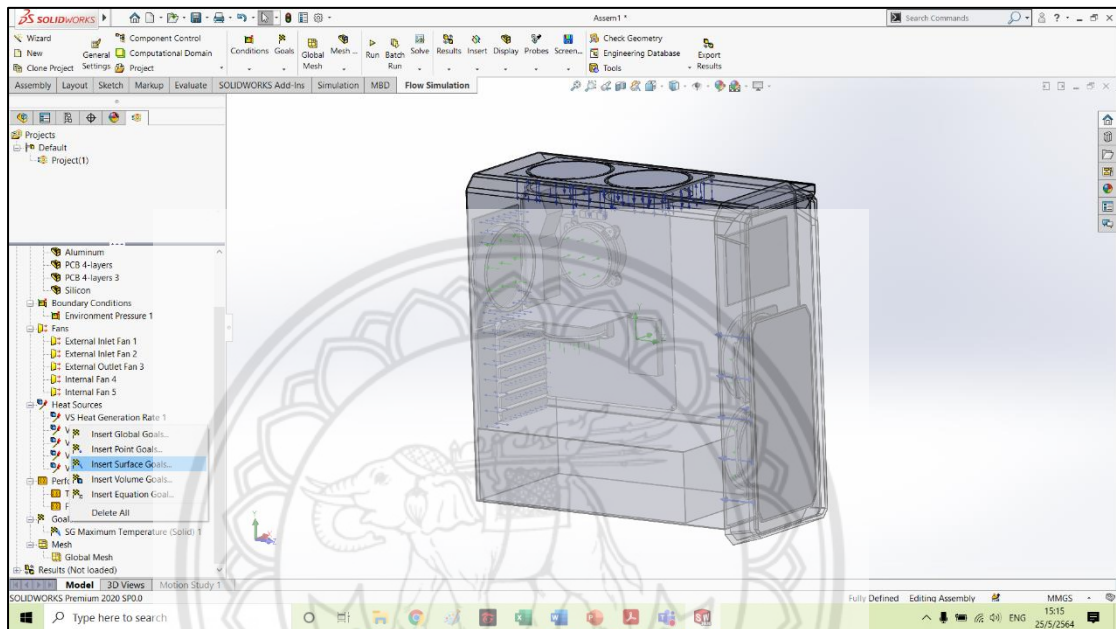 SOLIDWORKS
Assem1 *
Search Commands
Wizard
New
Clone Project
General Settings
Component Control
Computational Domain
Project
Conditions
Goals
Global Mesh
Mesh ...
Run
Batch Run
Solve
Results
Insert
Display
Probes
Screen...
Check Geometry
Engineering Database
Tools
Export Results
Assembly Layout Sketch Markup Evaluate SOLIDWORKS Add-Ins Simulation MBD Flow Simulation
Projects
Default
Project(1)
Aluminum
PCB 4-layers
PCB 4-layers 3
Silicon
Boundary Conditions
Environment Pressure 1
Fans
External Inlet Fan 1
External Inlet Fan 2
External Outlet Fan 3
Internal Fan 4
Internal Fan 5
Heat Sources
VS Heat Generation Rate 1
Insert Global Goals...
Insert Point Goals...
Insert Surface Goals...
Insert Volume Goals...
Insert Equation Goal...
Delete All
SG Maximum Temperature (Solid) 1
Mesh
Global Mesh
Results (Not loaded)
Model 3D Views Motion Study 1
SOLIDWORKS Premium 2020 SP0.0
Fully Defined Editing Assembly MMGS
Type here to search
ENG
15:15
25/5/2564